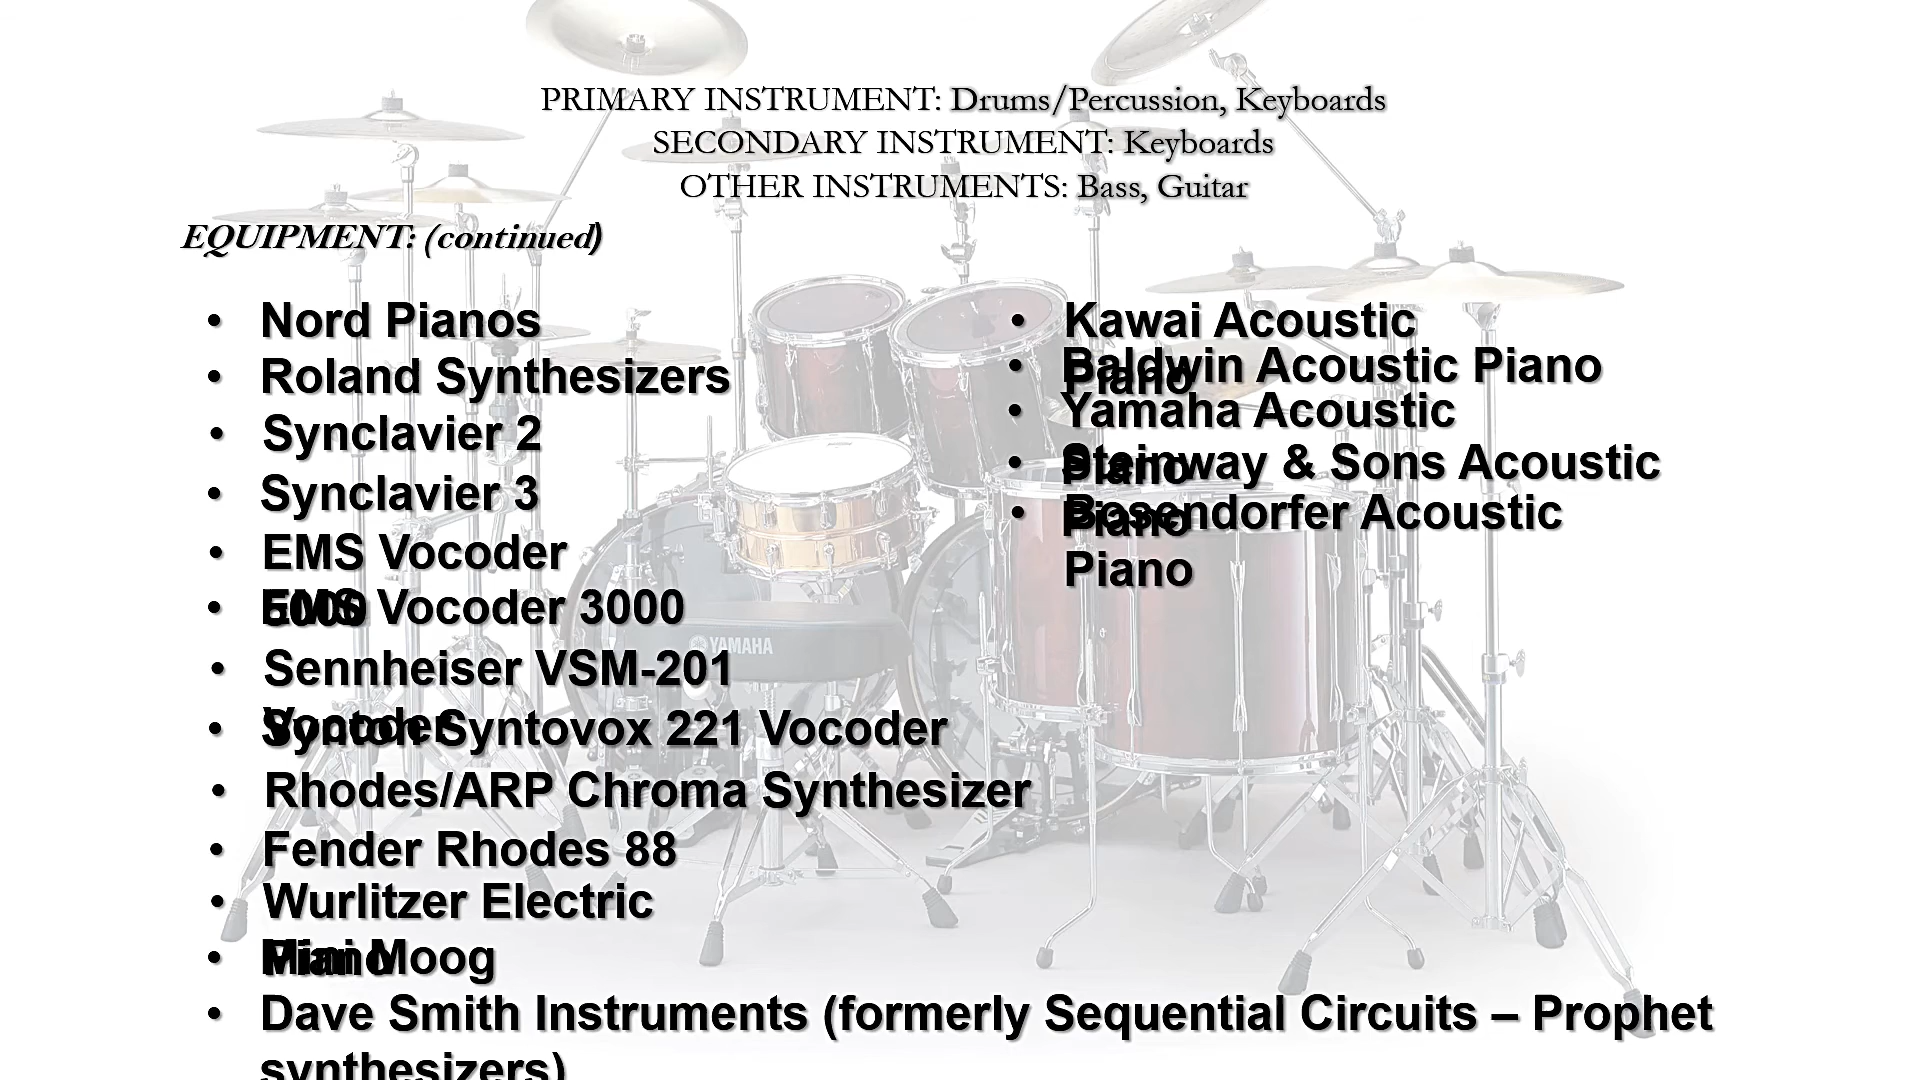 PRIMARY INSTRUMENT: Drums/Percussion, Keyboards
SECONDARY INSTRUMENT: Keyboards
OTHER INSTRUMENTS: Bass, Guitar
EQUIPMENT: (continued)
• Nord Pianos
• Roland Synthesizers
• Synclavier 2
• Synclavier 3
• EMS Vocoder
5000
• EMS Vocoder 3000
• Sennheiser VSM-201
Vocoder
• Synton Syntovox 221 Vocoder
• Rhodes/ARP Chroma Synthesizer
• Fender Rhodes 88
• Wurlitzer Electric
Piano
• Mini Moog
• Dave Smith Instruments (formerly Sequential Circuits – Prophet
synthesizers)
• Kawai Acoustic
Piano
• Baldwin Acoustic Piano
• Yamaha Acoustic
Piano
• Steinway & Sons Acoustic
Piano
• Bosendorfer Acoustic
Piano
YAMAHA